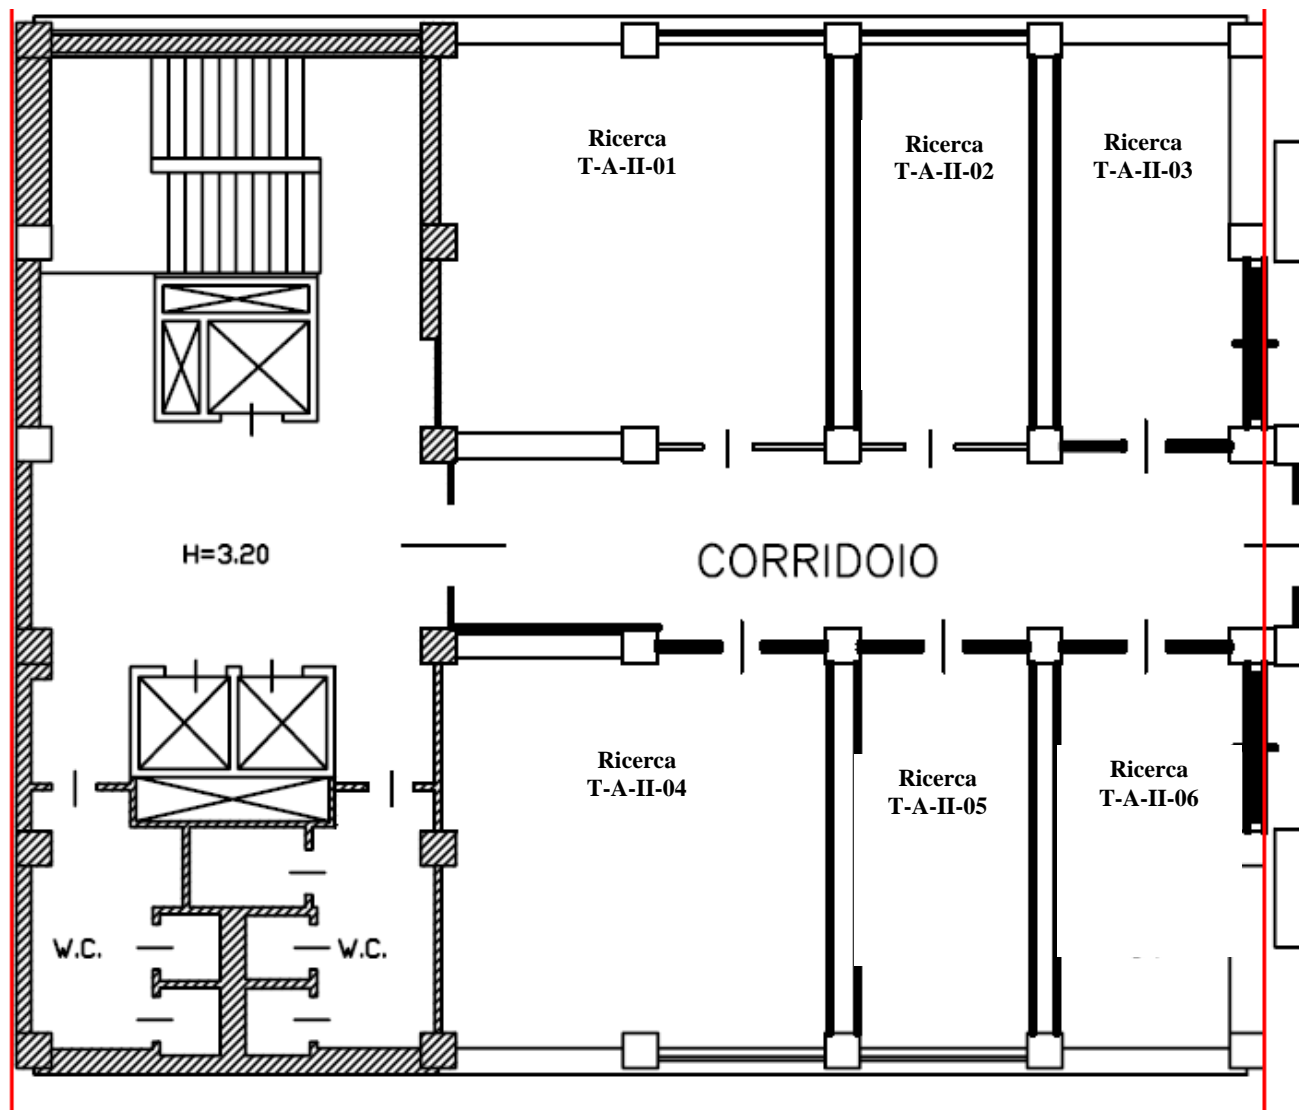 Ricerca
T-A-II-01
Ricerca
T-A-II-02
Ricerca
T-A-II-03
H=3.20
CORRIDOIO
Ricerca
T-A-II-04
Ricerca
T-A-II-05
Ricerca
T-A-II-06
W.C.
W.C.